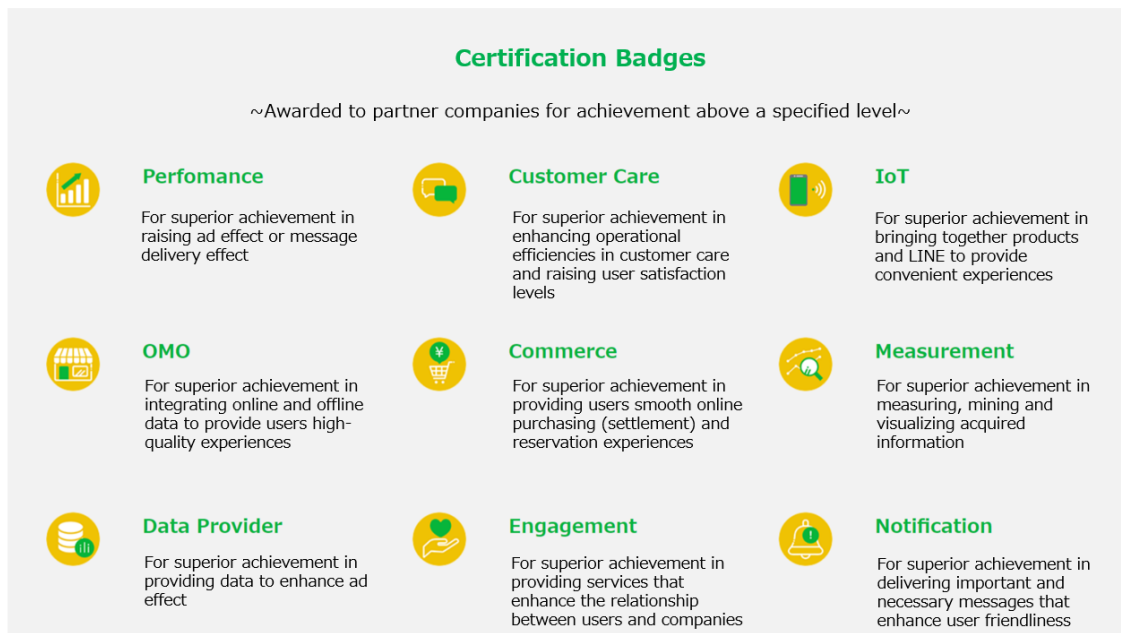 Certification Badges
~Awarded to partner companies for achievement above a specified level~
Perfomance
For superior achievement in
raising ad effect or message
delivery effect
Customer Care
For superior achievement in
enhancing operational
efficiencies in customer care
and raising user satisfaction
levels
IoT
For superior achievement in
bringing together products
and LINE to provide
convenient experiences
OMO
For superior achievement in
integrating online and offline
data to provide users high-
quality experiences
¥
Commerce
For superior achievement in
providing users smooth online
purchasing (settlement) and
reservation experiences
Measurement
For superior achievement in
measuring, mining and
visualizing acquired
information
Data Provider
For superior achievement in
providing data to enhance ad
effect
Engagement
For superior achievement in
providing services that
enhance the relationship
between users and companies
!
Notification
For superior achievement in
delivering important and
necessary messages that
enhance user friendliness